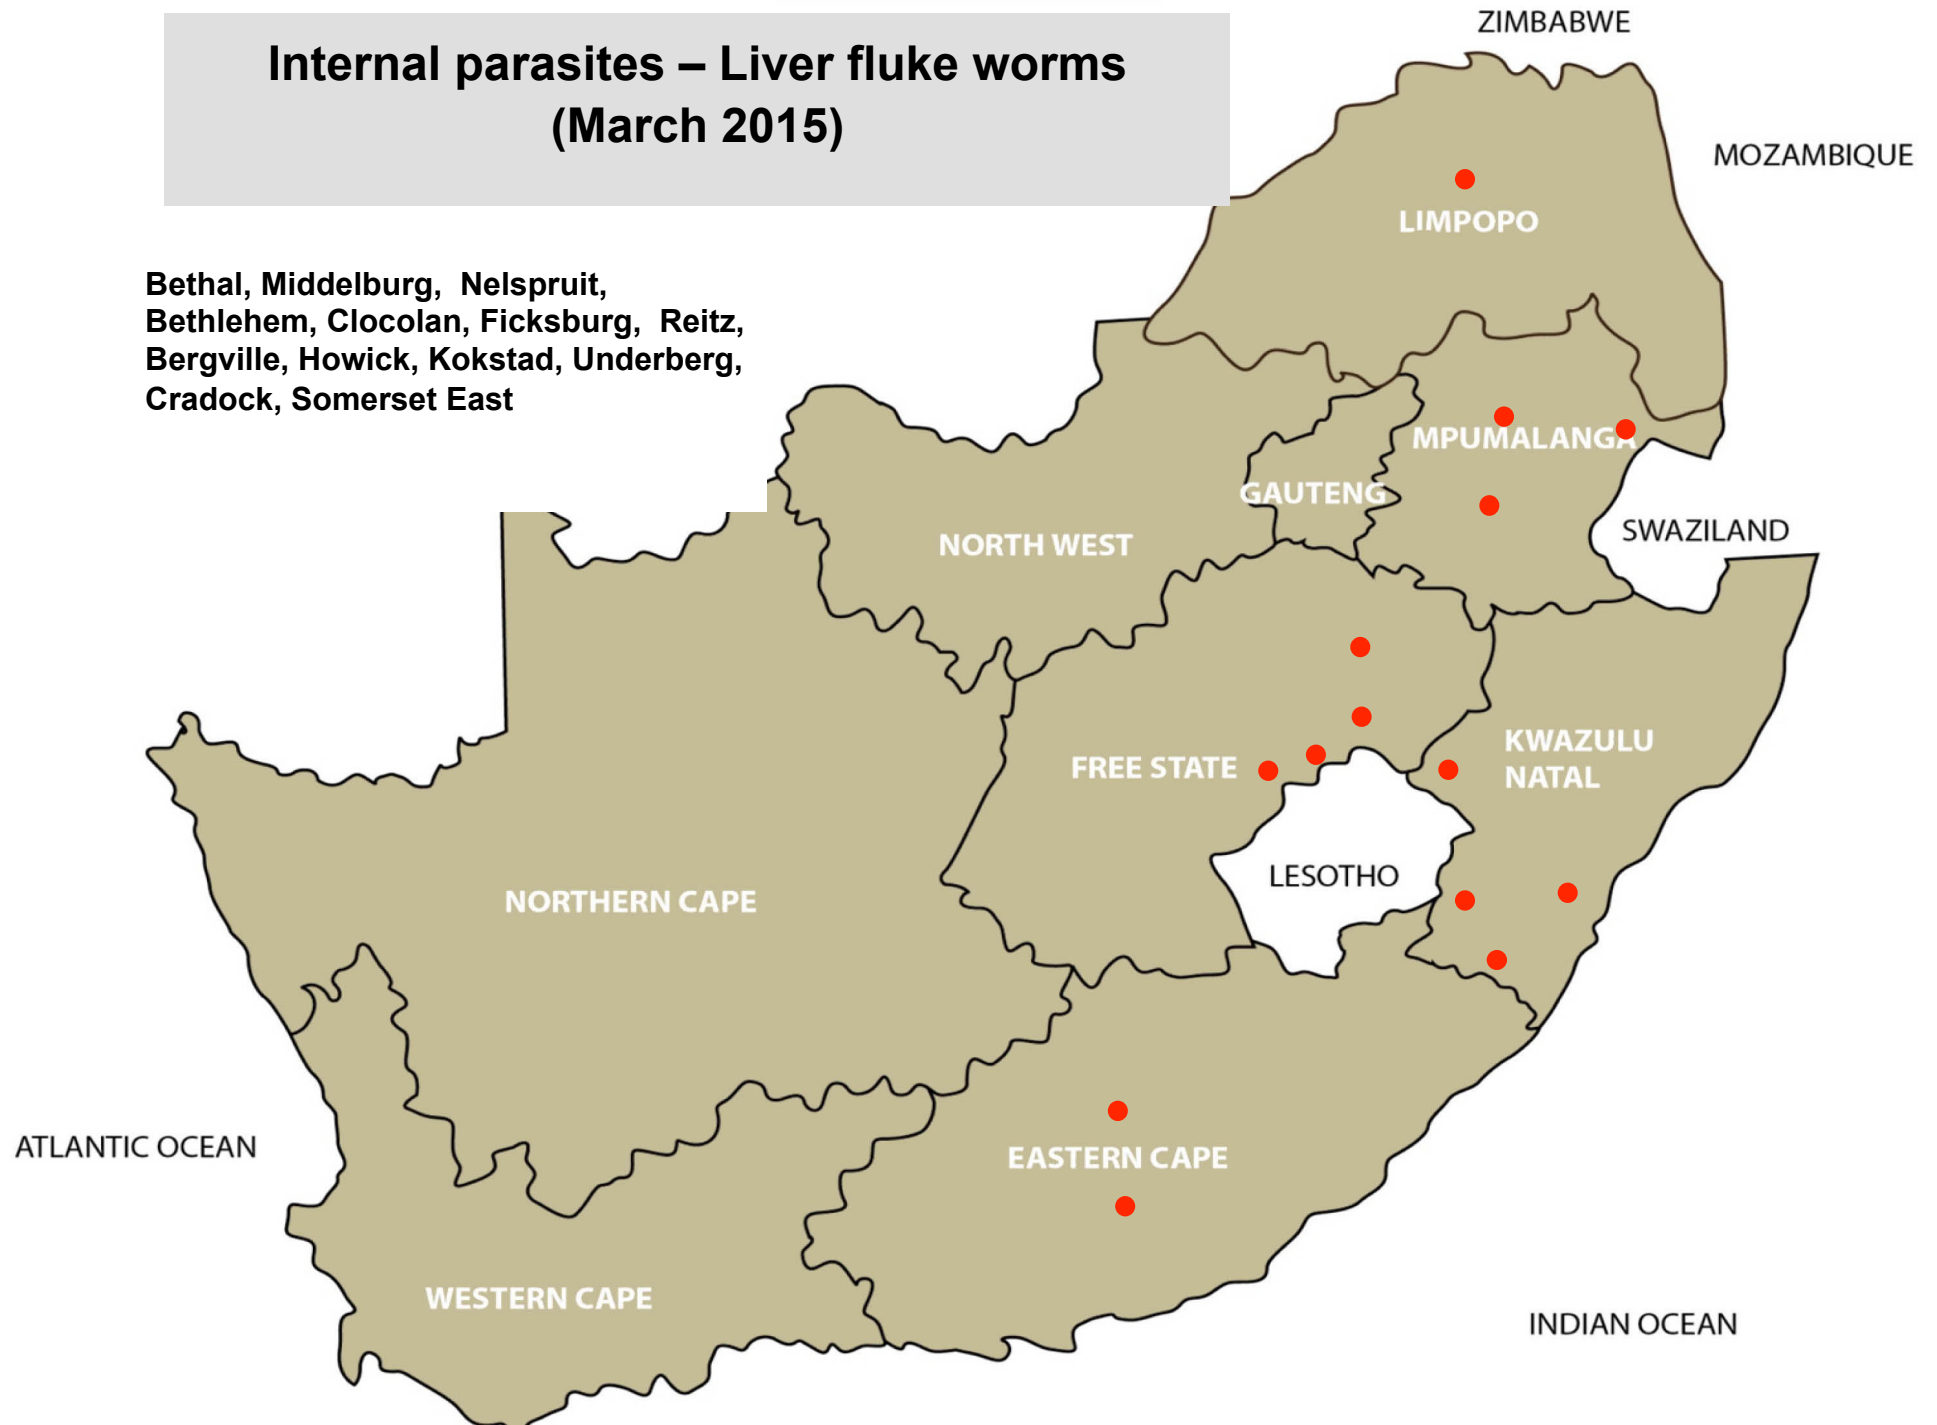 Internal parasites – Liver fluke worms
(March 2015)
Bethal, Middelburg, Nelspruit,
Bethlehem, Clocolan, Ficksburg, Reitz,
Bergville, Howick, Kokstad, Underberg,
Cradock, Somerset East
ZIMBABWE
MOZAMBIQUE
LIMPOPO
MPUMALANGA
GAUTENG
SWAZILAND
NORTH WEST
KWAZULU
NATAL
FREE STATE
LESOTHO
NORTHERN CAPE
ATLANTIC OCEAN
EASTERN CAPE
WESTERN CAPE
INDIAN OCEAN